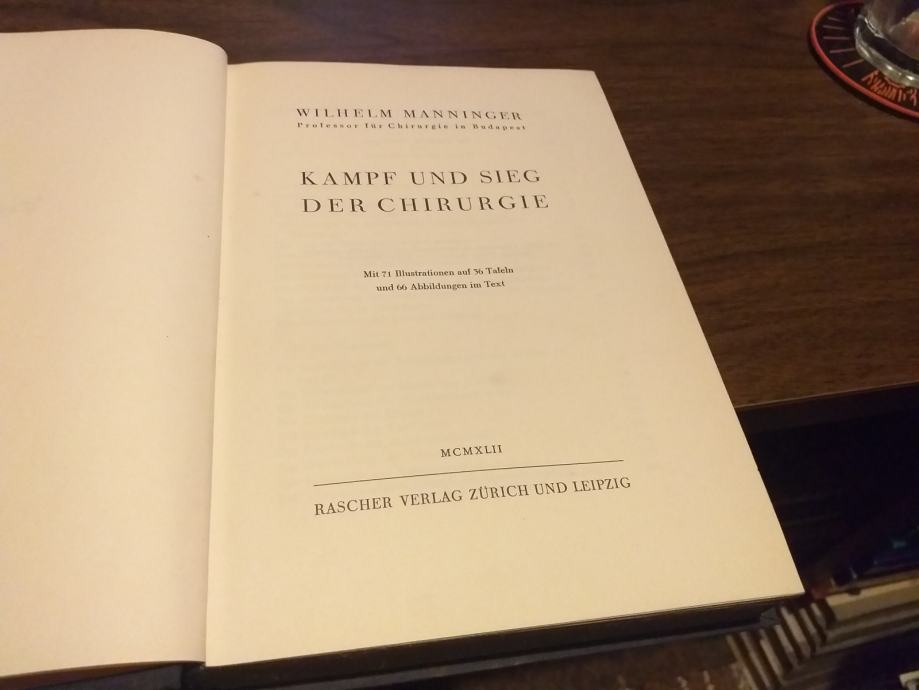 WILHELM MANNINGER
Professor für Chirurgie in Budapest
KAMPF UND SIEG
DER CHIRURGIE
Mit 71 Illustrationen auf 36 Tafeln
und 66 Abbildungen im Text
MCMXLII
RASCHER VERLAG ZÜRICH UND LEIPZIG